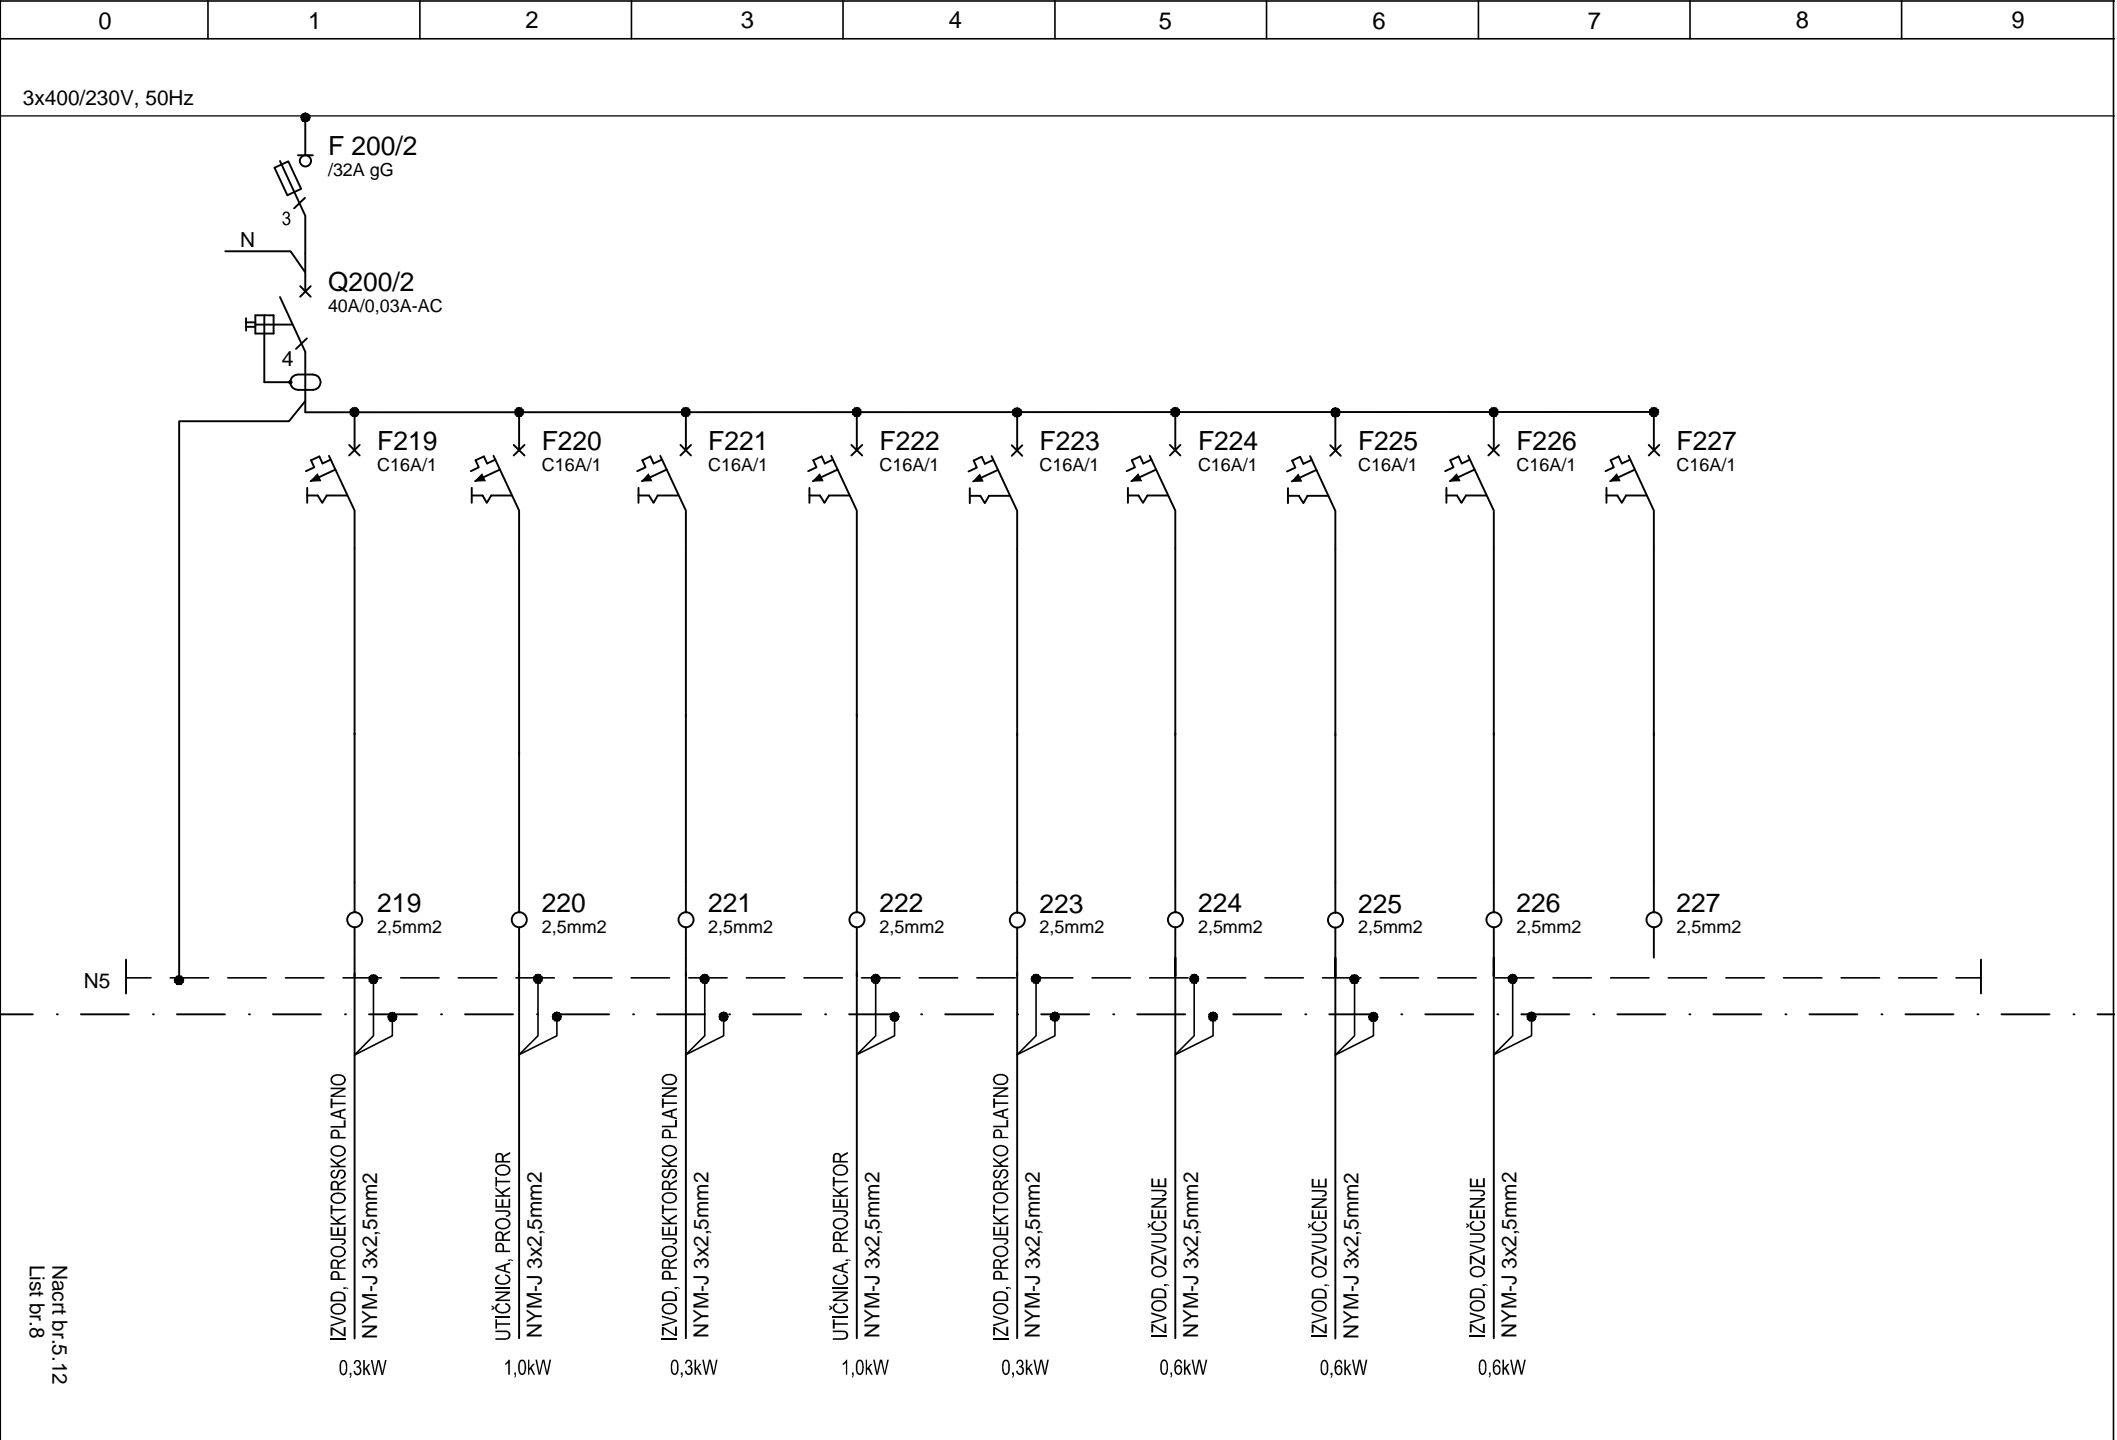 0 1 2 3 4 5 6 7 8 9
3x400/230V, 50Hz
F 200/2
/32A gG
3
N
Q200/2
40A/0,03A-AC
4
F219 F220 F221 F222 F223 F224 F225 F226 F227
C16A/1 C16A/1 C16A/1 C16A/1 C16A/1 C16A/1 C16A/1 C16A/1 C16A/1
219 220 221 222 223 224 225 226 227
2,5mm2 2,5mm2 2,5mm2 2,5mm2 2,5mm2 2,5mm2 2,5mm2 2,5mm2 2,5mm2
N5
IZVOD, PROJEKTORSKO PLATNO
NYM-J 3x2,5mm2
UTIČNICA, PROJEKTOR
NYM-J 3x2,5mm2
IZVOD, PROJEKTORSKO PLATNO
NYM-J 3x2,5mm2
UTIČNICA, PROJEKTOR
NYM-J 3x2,5mm2
IZVOD, PROJEKTORSKO PLATNO
NYM-J 3x2,5mm2
IZVOD, OZVUČENJE
NYM-J 3x2,5mm2
IZVOD, OZVUČENJE
NYM-J 3x2,5mm2
IZVOD, OZVUČENJE
NYM-J 3x2,5mm2
0,3kW 1,0kW 0,3kW 1,0kW 0,3kW 0,6kW 0,6kW 0,6kW
Nacrt br.5.12
List br.8